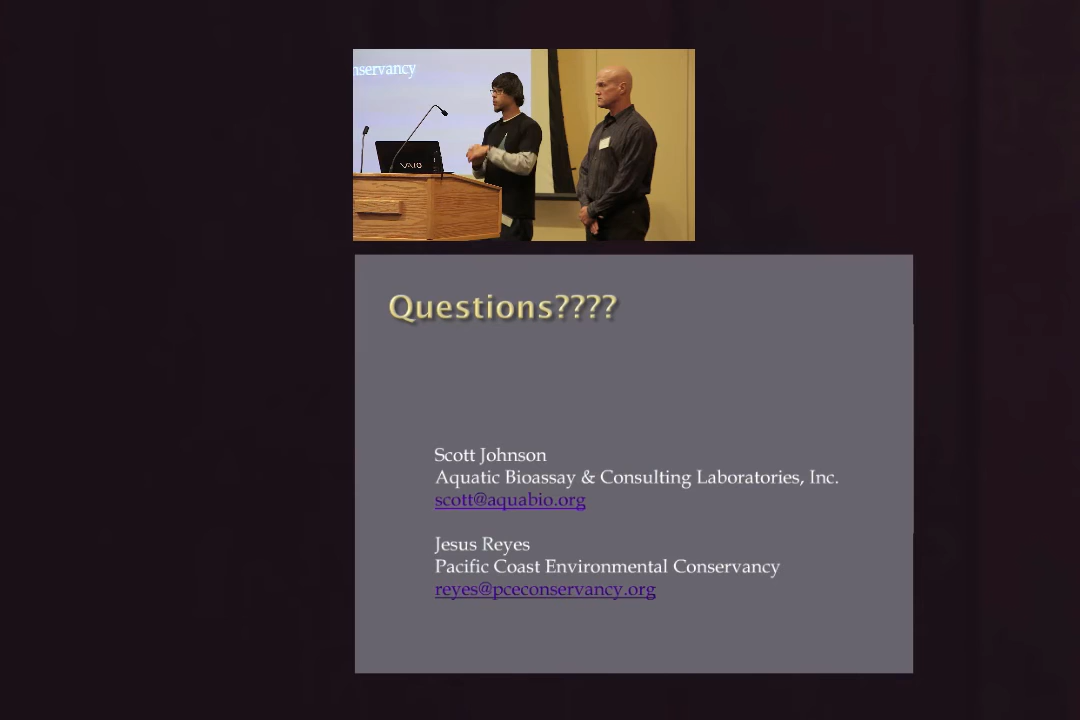 nservancy
VAIO
Questions????
Scott Johnson
Aquatic Bioassay & Consulting Laboratories, Inc.
scott@aquabio.org
Jesus Reyes
Pacific Coast Environmental Conservancy
reyes@pceconservancy.org